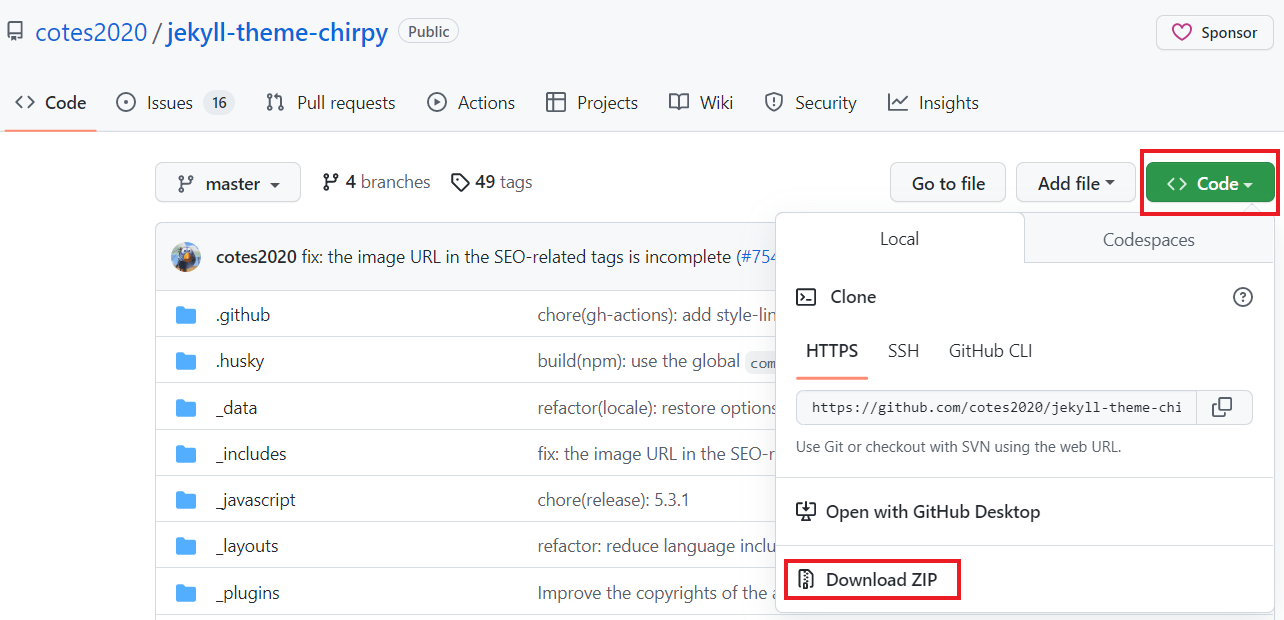 cotes2020 / jekyll-theme-chirpy Public Sponsor
Code Issues 16 Pull requests Actions Projects Wiki Security Insights
master 4 branches 49 tags Go to file Add file Code
Local Codespaces
cotes2020 fix: the image URL in the SEO-related tags is incomplete (#754
Clone
.github chore(gh-actions): add style-lin
HTTPS SSH GitHub CLI
.husky build(npm): use the global com
_data refactor(locale): restore options
https://github.com/cotes2020/jekyll-theme-chi
Use Git or checkout with SVN using the web URL.
_includes fix: the image URL in the SEO-r
_javascript chore(release): 5.3.1
Open with GitHub Desktop
_layouts refactor: reduce language inclu
Download ZIP
_plugins Improve the copyrights of the a